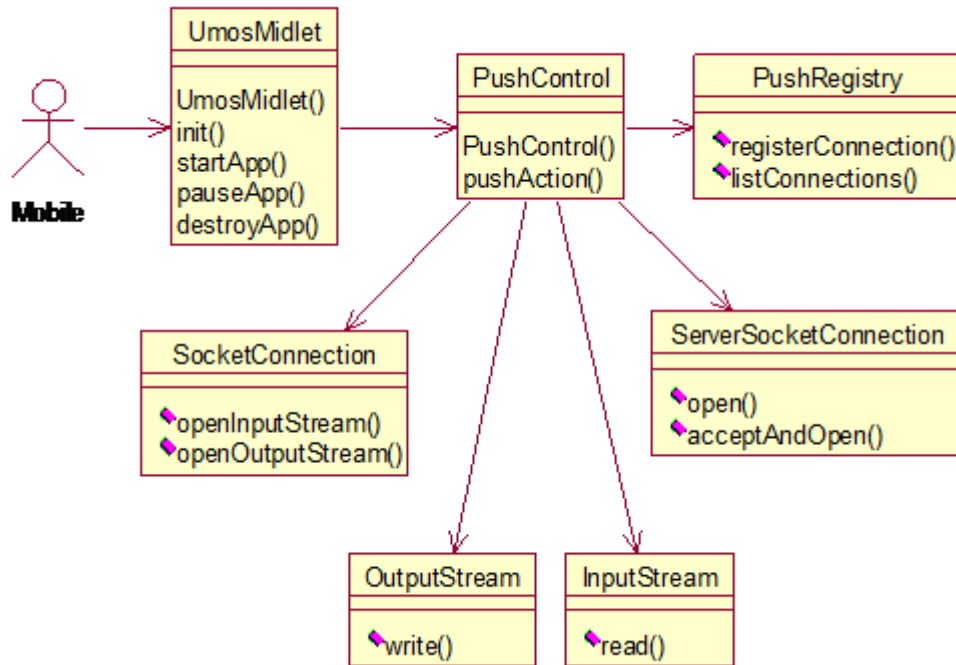 UmosMidlet
UmosMidlet()
init()
startApp()
pauseApp()
destroyApp()
Mobile
PushControl
PushControl()
pushAction()
PushRegistry
registerConnection()
listConnections()
SocketConnection
openInputStream()
openOutputStream()
ServerSocketConnection
open()
acceptAndOpen()
OutputStream
write()
InputStream
read()